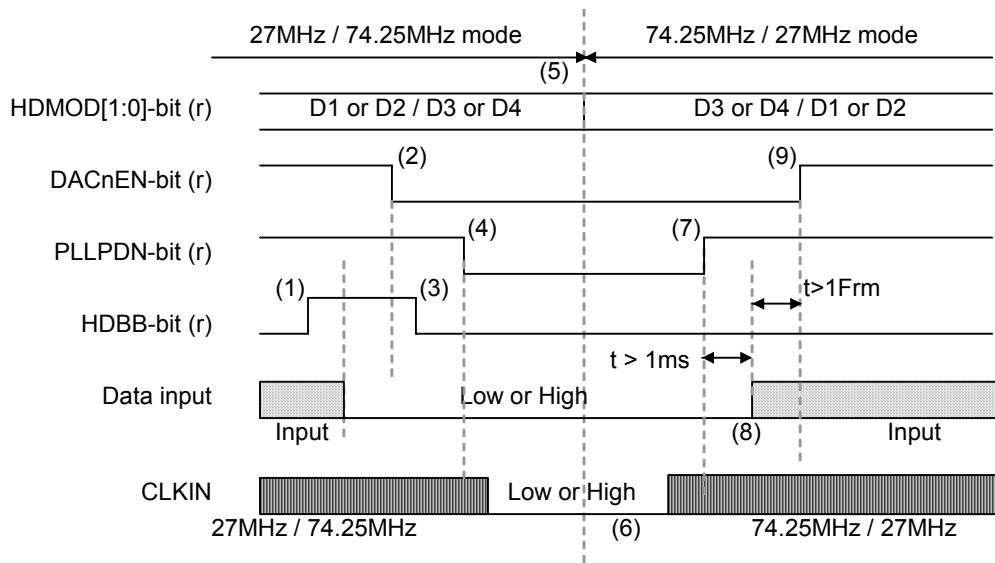 27MHz / 74.25MHz mode
74.25MHz / 27MHz mode
(5)
HDMOD[1:0]-bit (r)
D1 or D2 / D3 or D4
D3 or D4 / D1 or D2
(2)
(9)
DACnEN-bit (r)
(4)
(7)
PLLPDN-bit (r)
(1)
(3)
t>1Frm
HDBB-bit (r)
t > 1ms
Data input
Low or High
Input
(8)
Input
CLKIN
Low or High
27MHz / 74.25MHz
(6)
74.25MHz / 27MHz